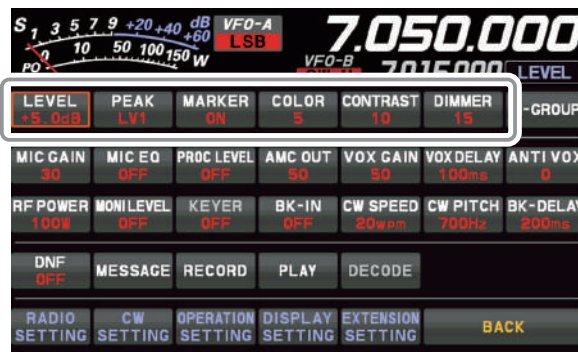 S 1 3 5 7 9 +20 +40 +60 dB VFO-A 7.050.000
LSB
PO 0 10 50 100 150 W VFO-B 7.015.000 LEVEL
LEVEL PEAK MARKER COLOR CONTRAST DIMMER -GROUP
+5.0dB LV1 ON 5 10 15
MIC GAIN MIC EQ PROC LEVEL AMC OUT VOX GAIN VOX DELAY ANTI VOX
30 OFF OFF 50 50 100ms 0
RF POWER MONI LEVEL KEYER BK-IN CW SPEED CW PITCH BK-DELAY
100W OFF OFF OFF 20wpm 700Hz 200ms
DNF MESSAGE RECORD PLAY DECODE
OFF
RADIO CW OPERATION DISPLAY EXTENSION BACK
SETTING SETTING SETTING SETTING SETTING